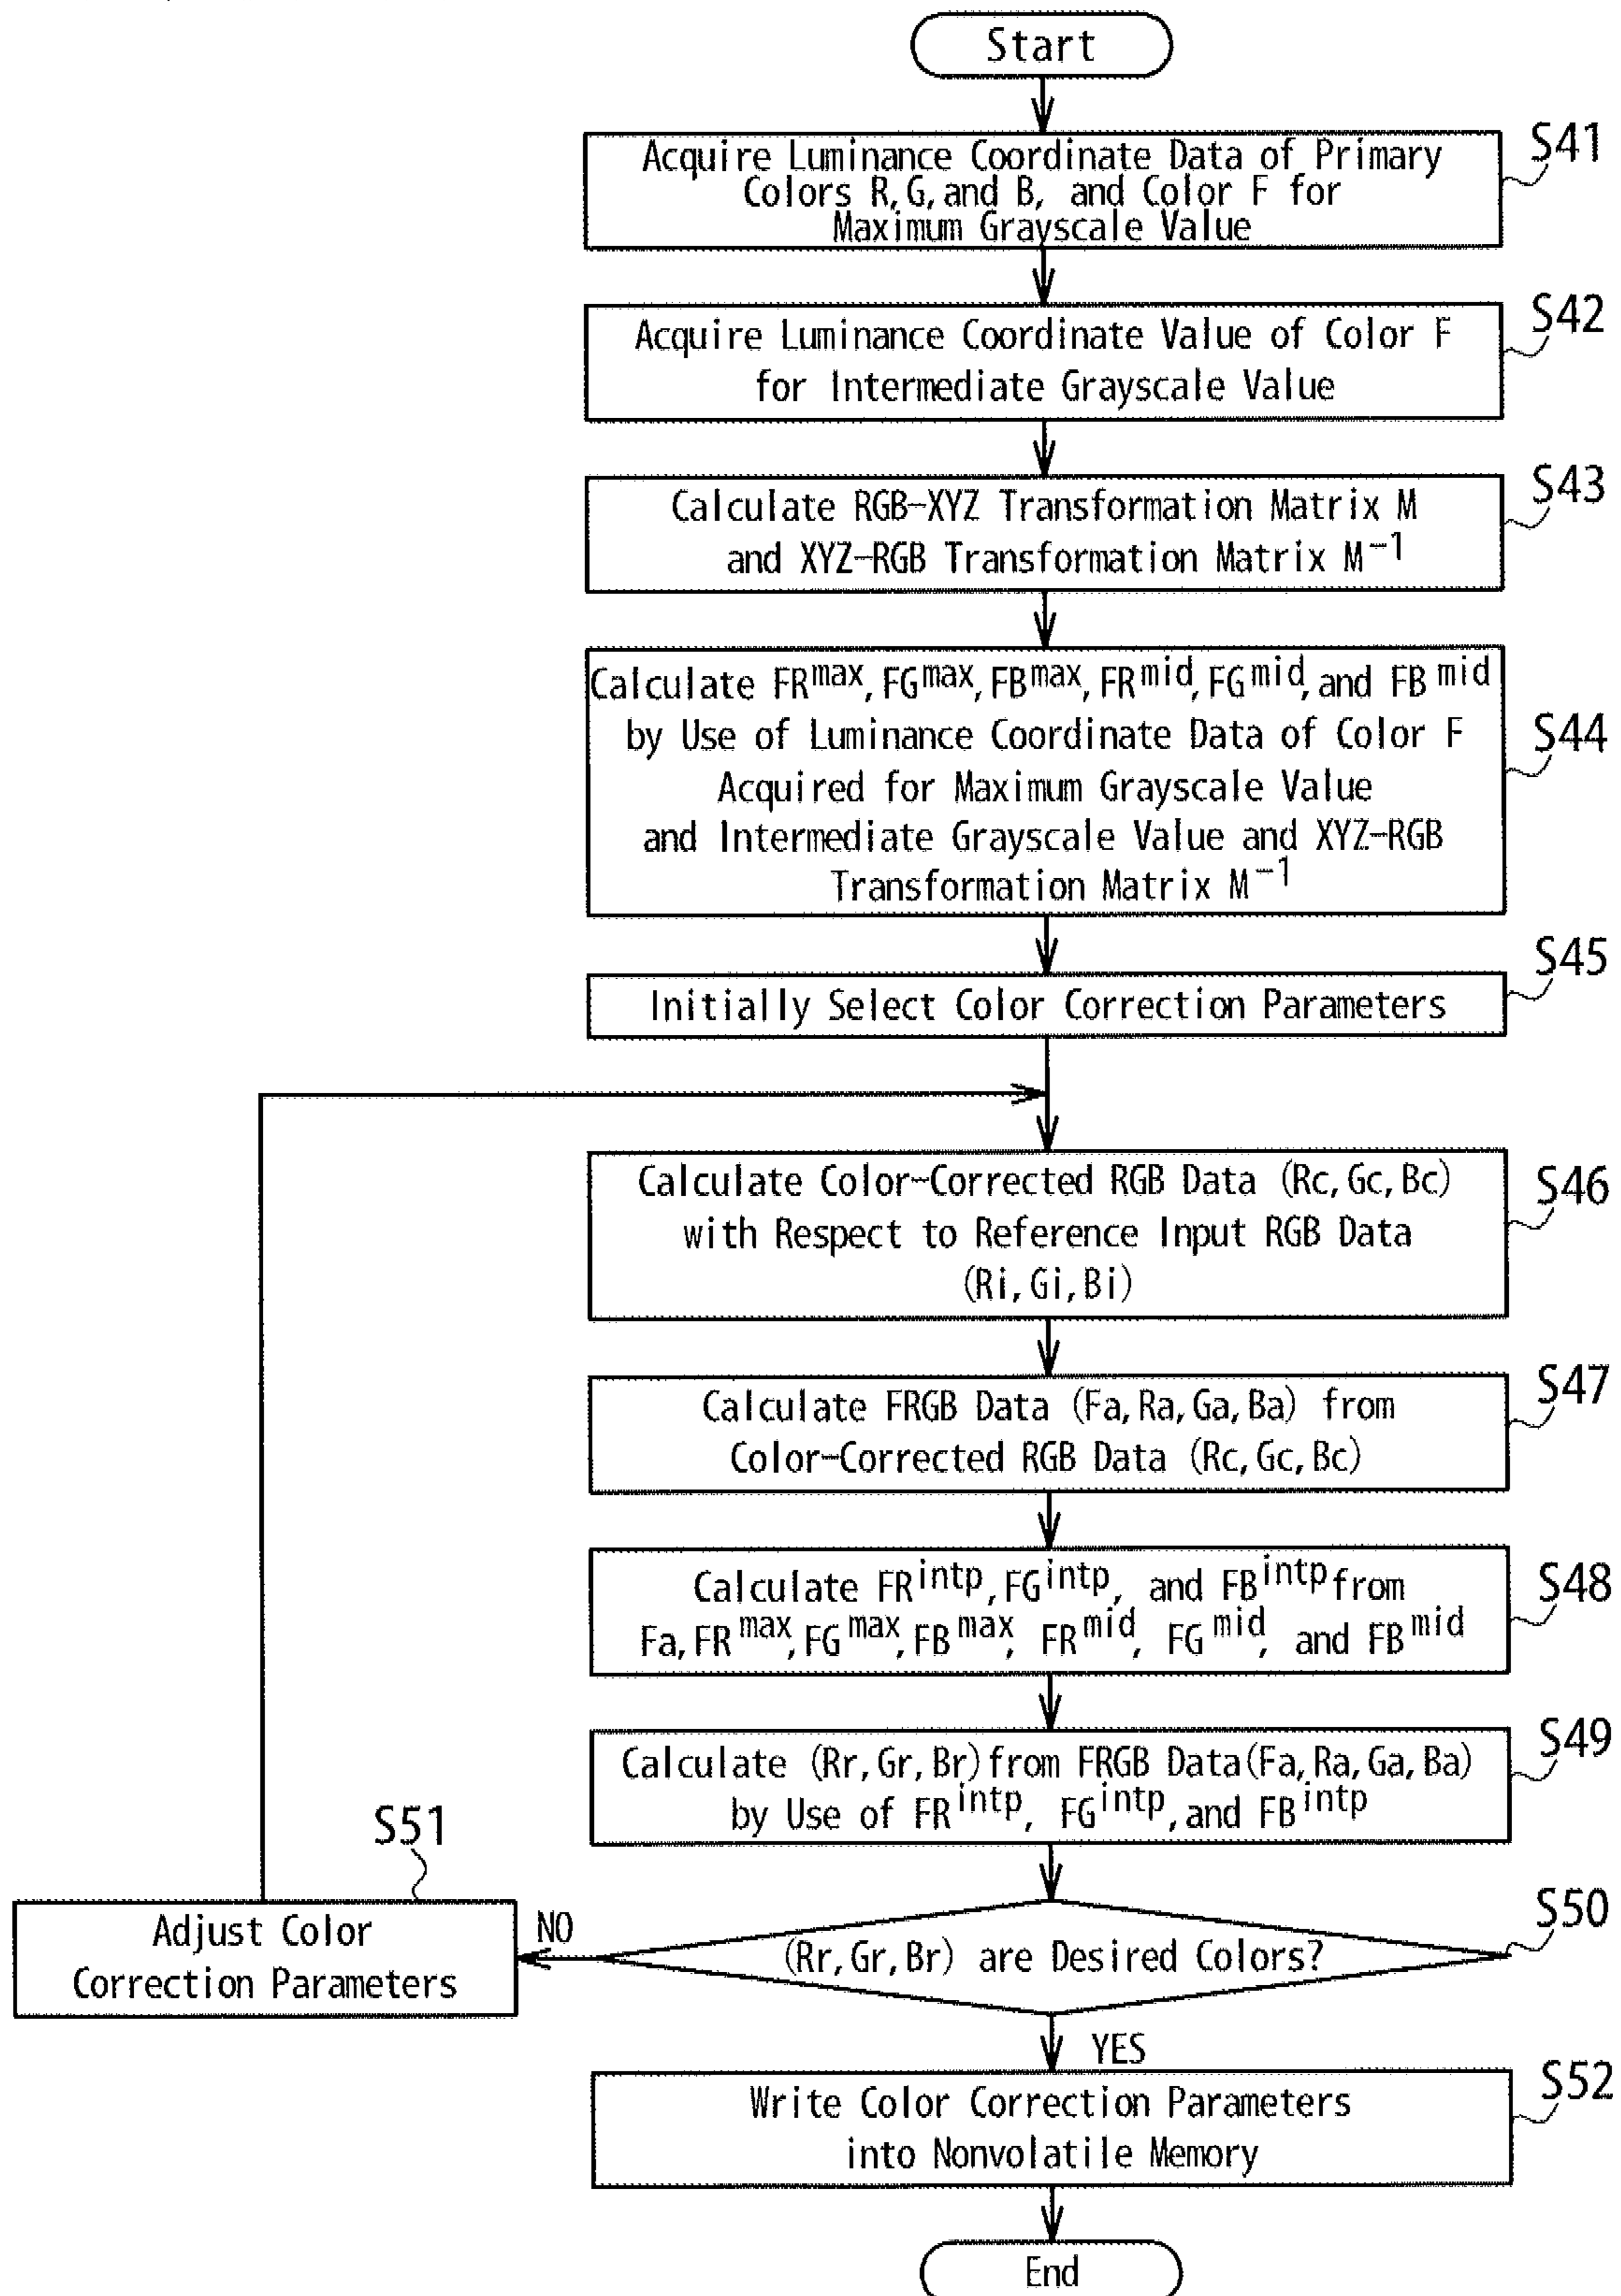 Start
S41
Acquire Luminance Coordinate Data of Primary
Colors R,G,and B, and Color F for
Maximum Grayscale Value
S42
Acquire Luminance Coordinate Value of Color F
for Intermediate Grayscale Value
S43
Calculate RGB-XYZ Transformation Matrix M
and XYZ-RGB Transformation Matrix M⁻¹
S44
Calculate FR^max, FG^max, FB^max, FR^mid, FG^mid, and FB^mid
by Use of Luminance Coordinate Data of Color F
Acquired for Maximum Grayscale Value
and Intermediate Grayscale Value and XYZ-RGB
Transformation Matrix M⁻¹
S45
Initially Select Color Correction Parameters
S46
Calculate Color-Corrected RGB Data (Rc,Gc,Bc)
with Respect to Reference Input RGB Data
(Ri,Gi,Bi)
S47
Calculate FRGB Data (Fa,Ra,Ga,Ba) from
Color-Corrected RGB Data (Rc,Gc,Bc)
S48
Calculate FR^intp, FG^intp, and FB^intp from
Fa, FR^max, FG^max, FB^max, FR^mid, FG^mid, and FB^mid
S49
Calculate (Rr,Gr,Br)from FRGB Data(Fa,Ra,Ga,Ba)
by Use of FR^intp, FG^intp, and FB^intp
S50
(Rr,Gr,Br) are Desired Colors?
NO
S51
Adjust Color
Correction Parameters
YES
S52
Write Color Correction Parameters
into Nonvolatile Memory
End